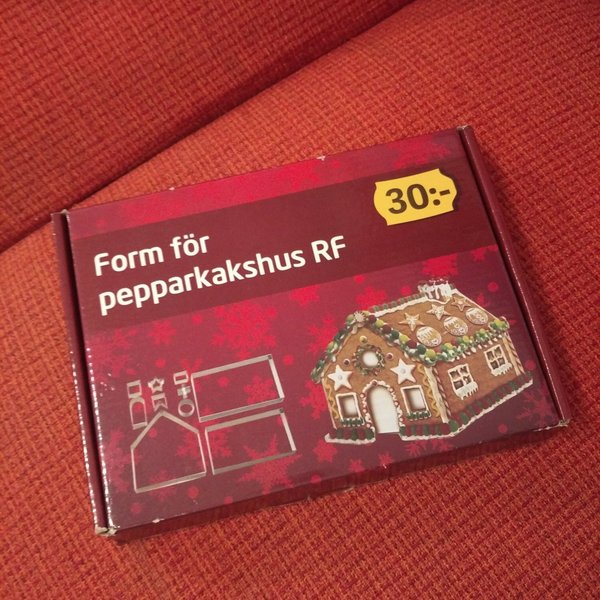 30:-
Form för
pepparkakshus RF